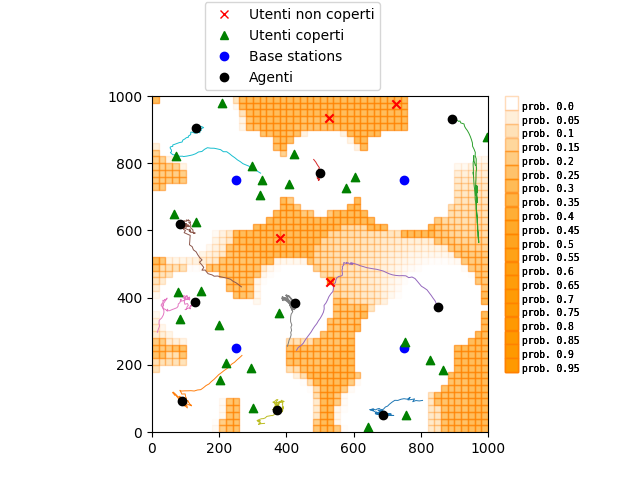 Utenti non coperti
Utenti coperti
Base stations
Agenti
1000
800
600
400
200
0
0 200 400 600 800 1000
prob. 0.0
prob. 0.05
prob. 0.1
prob. 0.15
prob. 0.2
prob. 0.25
prob. 0.3
prob. 0.35
prob. 0.4
prob. 0.45
prob. 0.5
prob. 0.55
prob. 0.6
prob. 0.65
prob. 0.7
prob. 0.75
prob. 0.8
prob. 0.85
prob. 0.9
prob. 0.95